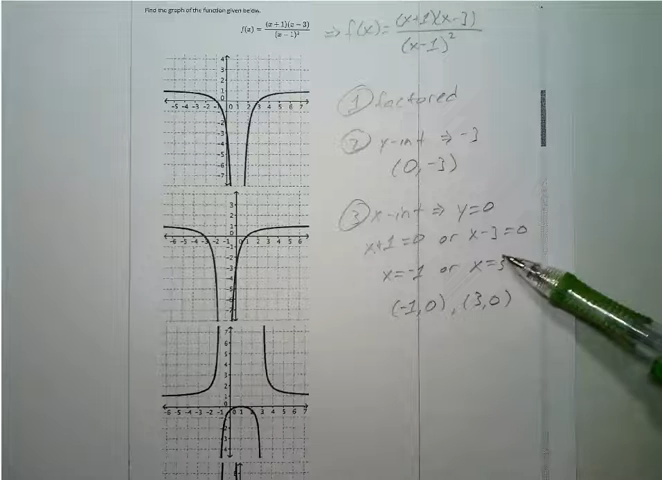 Find the graph of the function given below.
f(x) = (x+1)(x-3) / (x-1)²
⇒ f(x) = (x+1)(x-3) / (x-1)²
① factored
② y-int ⇒ -3
(0, -3)
③ x-int ⇒ y=0
x+1=0 or x-3=0
x=-1 or x=3
(-1,0), (3,0)